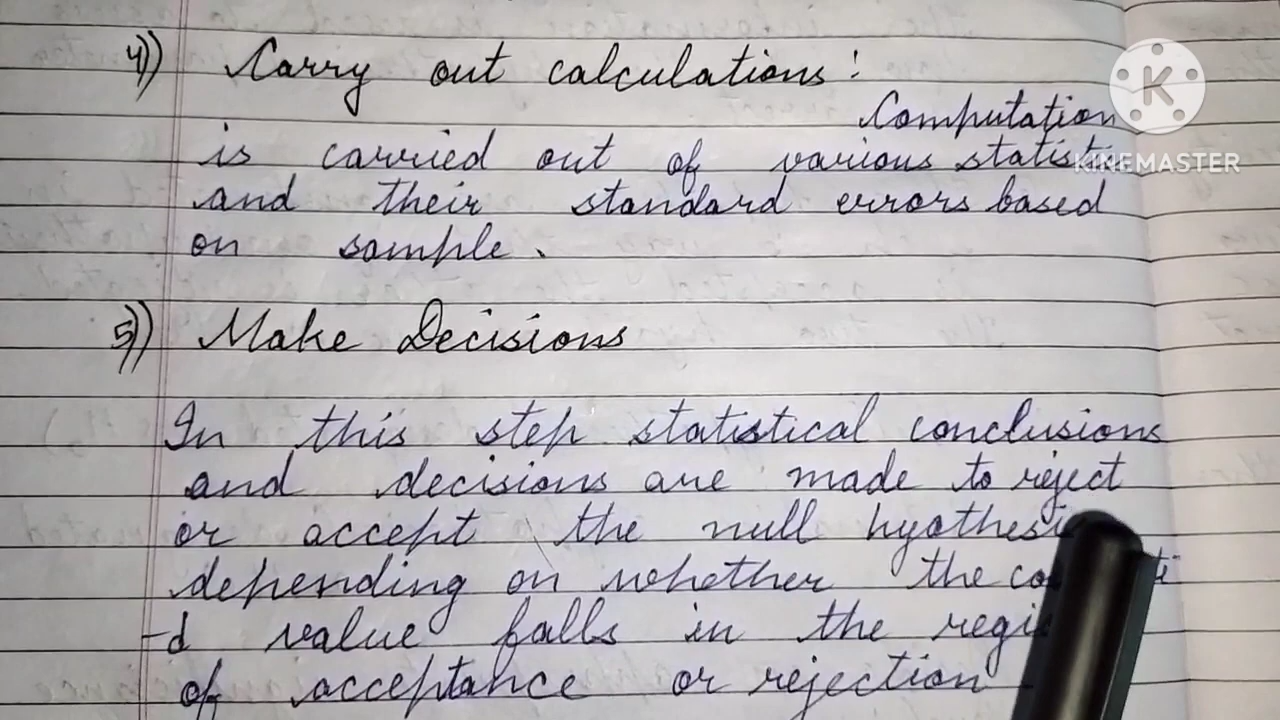 4)) Carry out calculations :
Computation
is carried out of various statisti
and their standard errors based
on sample .
5)) Make Decisions
In this step statistical conclusions
and decisions are made to reject
or accept the null hyothesi
depending on whether the
-d value falls in the regi
of acceptance or rejection
K
KINEMASTER